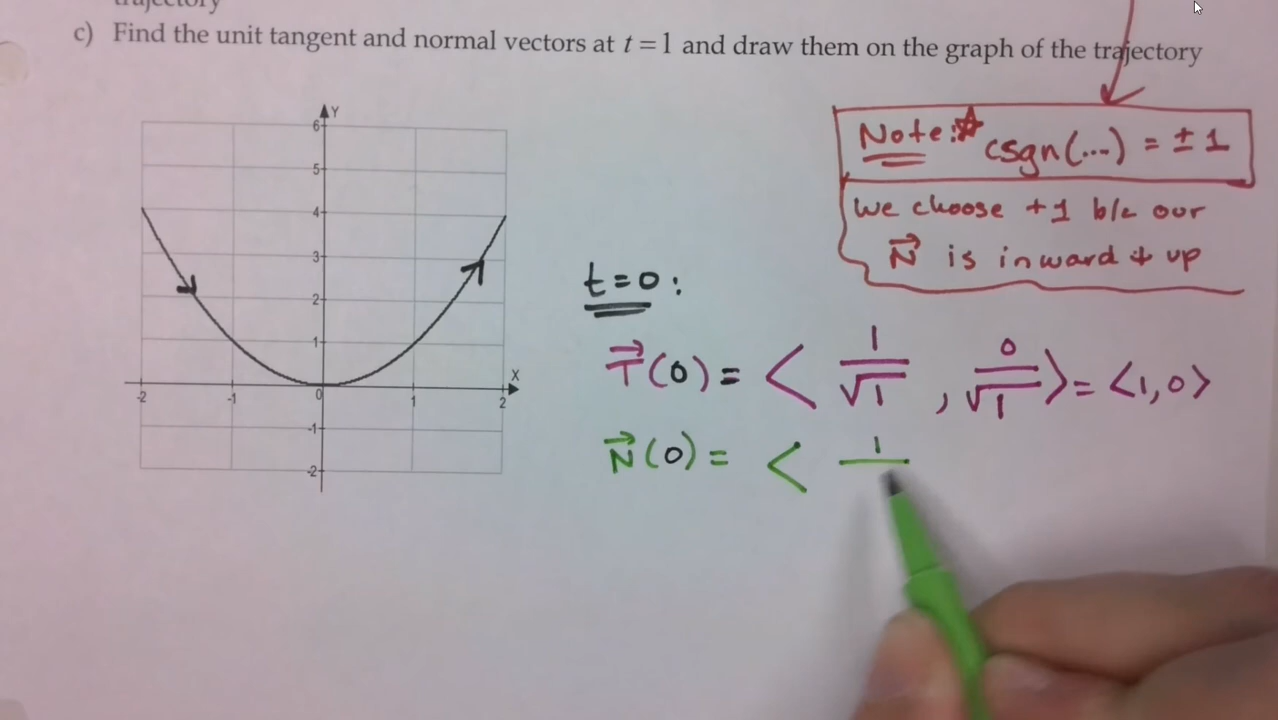 trajectory
c) Find the unit tangent and normal vectors at t = 1 and draw them on the graph of the trajectory
Note:☆ csgn(...) = ± 1
We choose +1 b/c our
N⃗ is inward + up
Y
6
5
4
3
2
1
-2 -1 0 1 2 X
-1
-2
t=0:
T⃗(0) = < 1/√1 , 0/√1 > = <1,0>
N⃗(0) = < 1